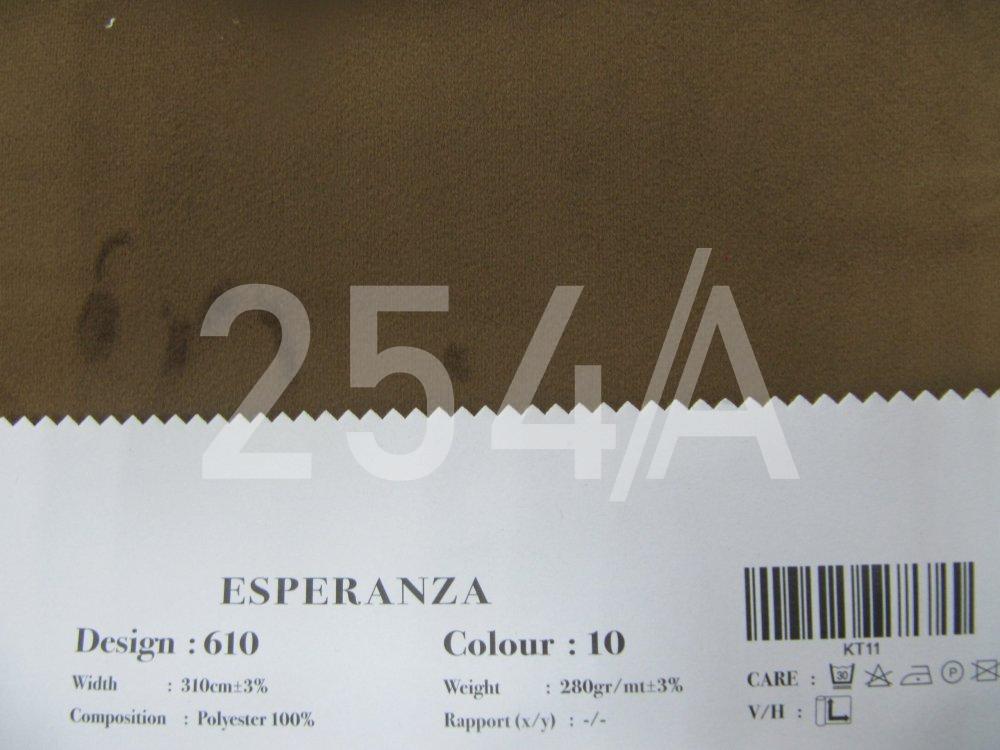 254/A
ESPERANZA
Design : 610 Colour : 10
Width : 310cm±3% Weight : 280gr/mt±3%
Composition : Polyester 100% Rapport (x/y) : -/-
KT11
CARE : 30 P
V/H :